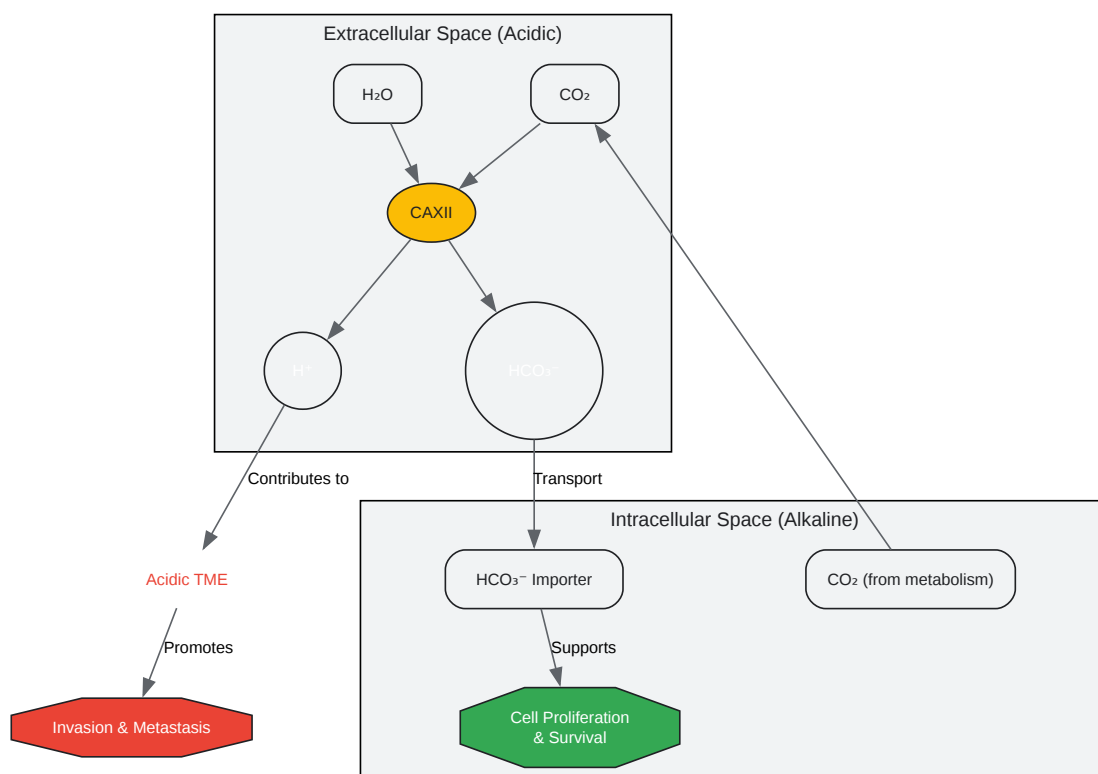 Extracellular Space (Acidic)
H₂O
CO₂
CAXII
H⁺
HCO₃⁻
Contributes to
Transport
Intracellular Space (Alkaline)
Acidic TME
HCO₃⁻ Importer
CO₂ (from metabolism)
Promotes
Supports
Invasion & Metastasis
Cell Proliferation
& Survival